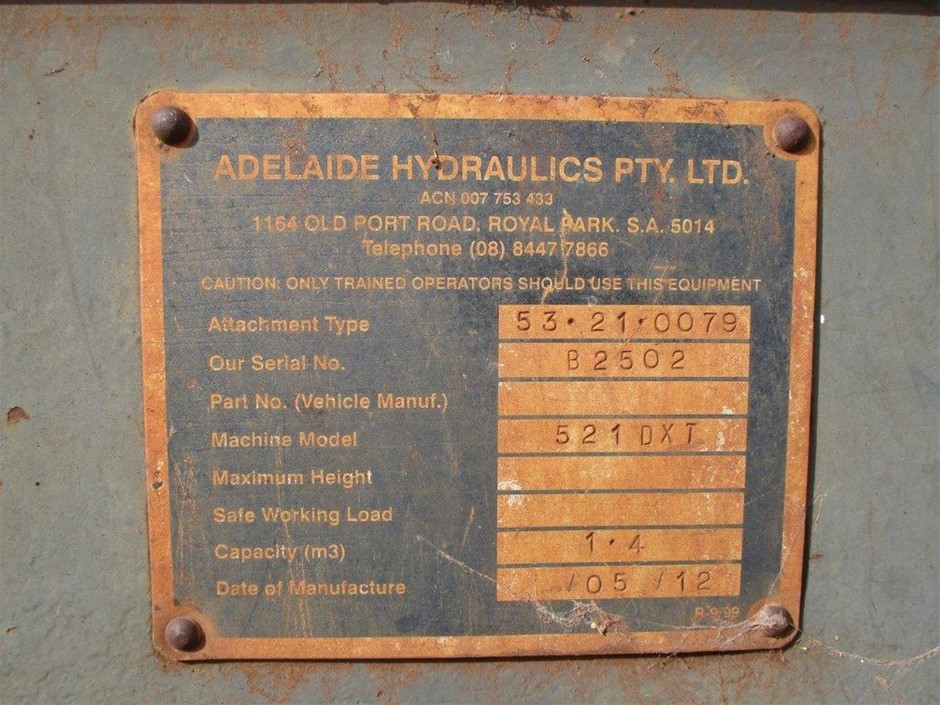 ADELAIDE HYDRAULICS PTY. LTD.
ACN 007 753 433
1164 OLD PORT ROAD, ROYAL PARK. S.A. 5014
Telephone (08) 8447 7866
CAUTION: ONLY TRAINED OPERATORS SHOULD USE THIS EQUIPMENT
Attachment Type 53·21·0079
Our Serial No. B2502
Part No. (Vehicle Manuf.)
Machine Model 521DXT
Maximum Height
Safe Working Load
Capacity (m3) 1·4
Date of Manufacture /05/12
R 9/99